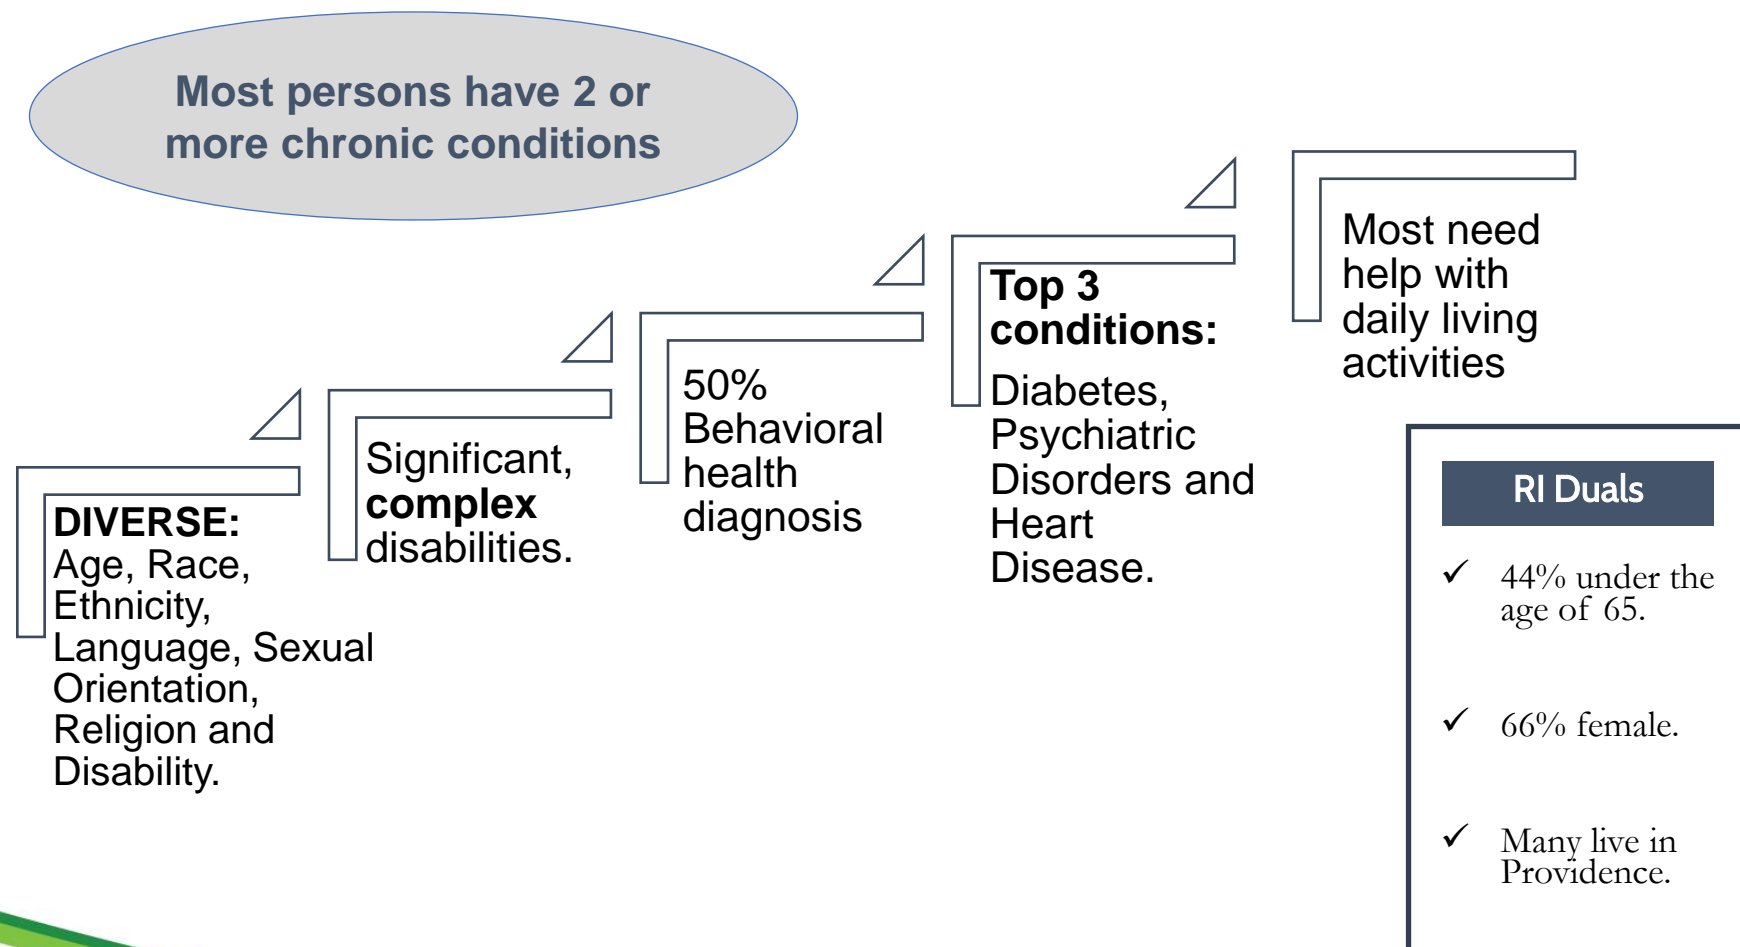 Most persons have 2 or
more chronic conditions
DIVERSE:
Age, Race,
Ethnicity,
Language, Sexual
Orientation,
Religion and
Disability.
Significant,
complex
disabilities.
50%
Behavioral
health
diagnosis
Top 3
conditions:
Diabetes,
Psychiatric
Disorders and
Heart
Disease.
Most need
help with
daily living
activities
RI Duals
✓ 44% under the
age of 65.
✓ 66% female.
✓ Many live in
Providence.